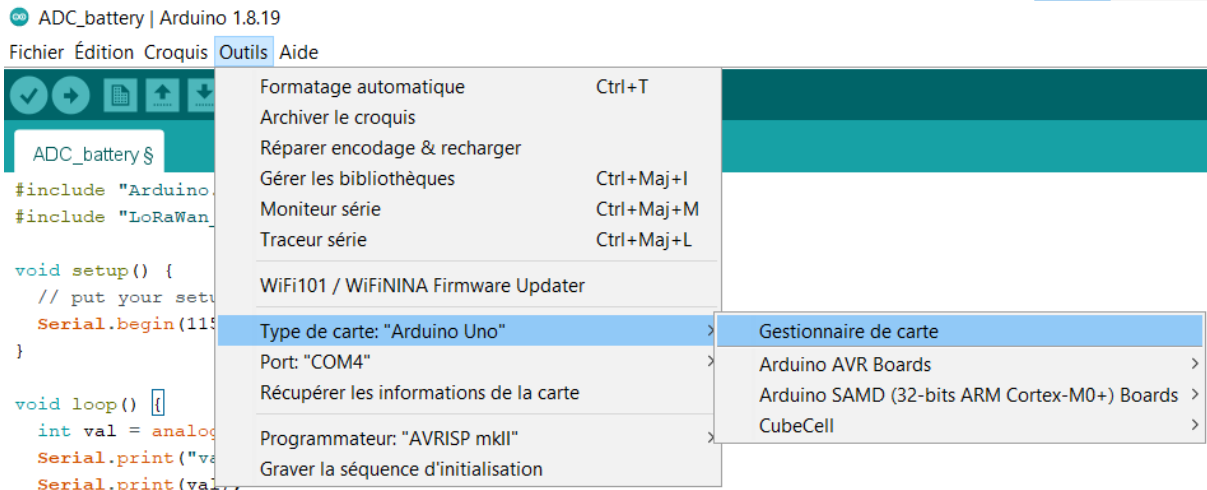 ADC_battery | Arduino 1.8.19
Fichier Édition Croquis Outils Aide
Formatage automatique Ctrl+T
Archiver le croquis
Réparer encodage & recharger
Gérer les bibliothèques Ctrl+Maj+I
Moniteur série Ctrl+Maj+M
Traceur série Ctrl+Maj+L
WiFi101 / WiFiNINA Firmware Updater
Type de carte: "Arduino Uno"
Port: "COM4"
Récupérer les informations de la carte
Programmateur: "AVRISP mkII"
Graver la séquence d'initialisation
Gestionnaire de carte
Arduino AVR Boards
Arduino SAMD (32-bits ARM Cortex-M0+) Boards
CubeCell
ADC_battery §
#include "Arduino.
#include "LoRaWan_
void setup() {
// put your setu
Serial.begin(115
}
void loop() {
int val = analog
Serial.print("va
Serial.print(val);